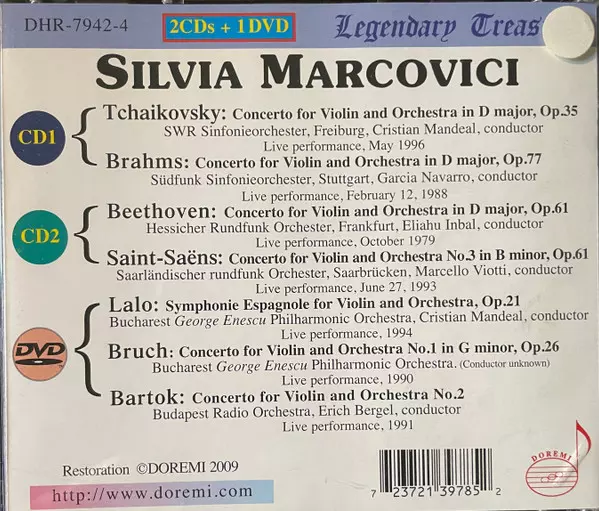 DHR-7942-4
2CDs + 1DVD
Legendary Treas
SILVIA MARCOVICI
CD1
Tchaikovsky: Concerto for Violin and Orchestra in D major, Op.35
SWR Sinfonieorchester, Freiburg, Cristian Mandeal, conductor
Live performance, May 1996
Brahms: Concerto for Violin and Orchestra in D major, Op.77
Südfunk Sinfonieorchester, Stuttgart, Garcia Navarro, conductor
Live performance, February 12, 1988
CD2
Beethoven: Concerto for Violin and Orchestra in D major, Op.61
Hessicher Rundfunk Orchester, Frankfurt, Eliahu Inbal, conductor
Live performance, October 1979
Saint-Saëns: Concerto for Violin and Orchestra No.3 in B minor, Op.61
Saarländischer rundfunk Orchester, Saarbrücken, Marcello Viotti, conductor
Live performance, June 27, 1993
DVD
Lalo: Symphonie Espagnole for Violin and Orchestra, Op.21
Bucharest George Enescu Philharmonic Orchestra, Cristian Mandeal, conductor
Live performance, 1994
Bruch: Concerto for Violin and Orchestra No.1 in G minor, Op.26
Bucharest George Enescu Philharmonic Orchestra. (Conductor unknown)
Live performance, 1990
Bartok: Concerto for Violin and Orchestra No.2
Budapest Radio Orchestra, Erich Bergel, conductor
Live performance, 1991
Restoration ©DOREMI 2009
http://www.doremi.com
7 23721 39785 2
DOREMI